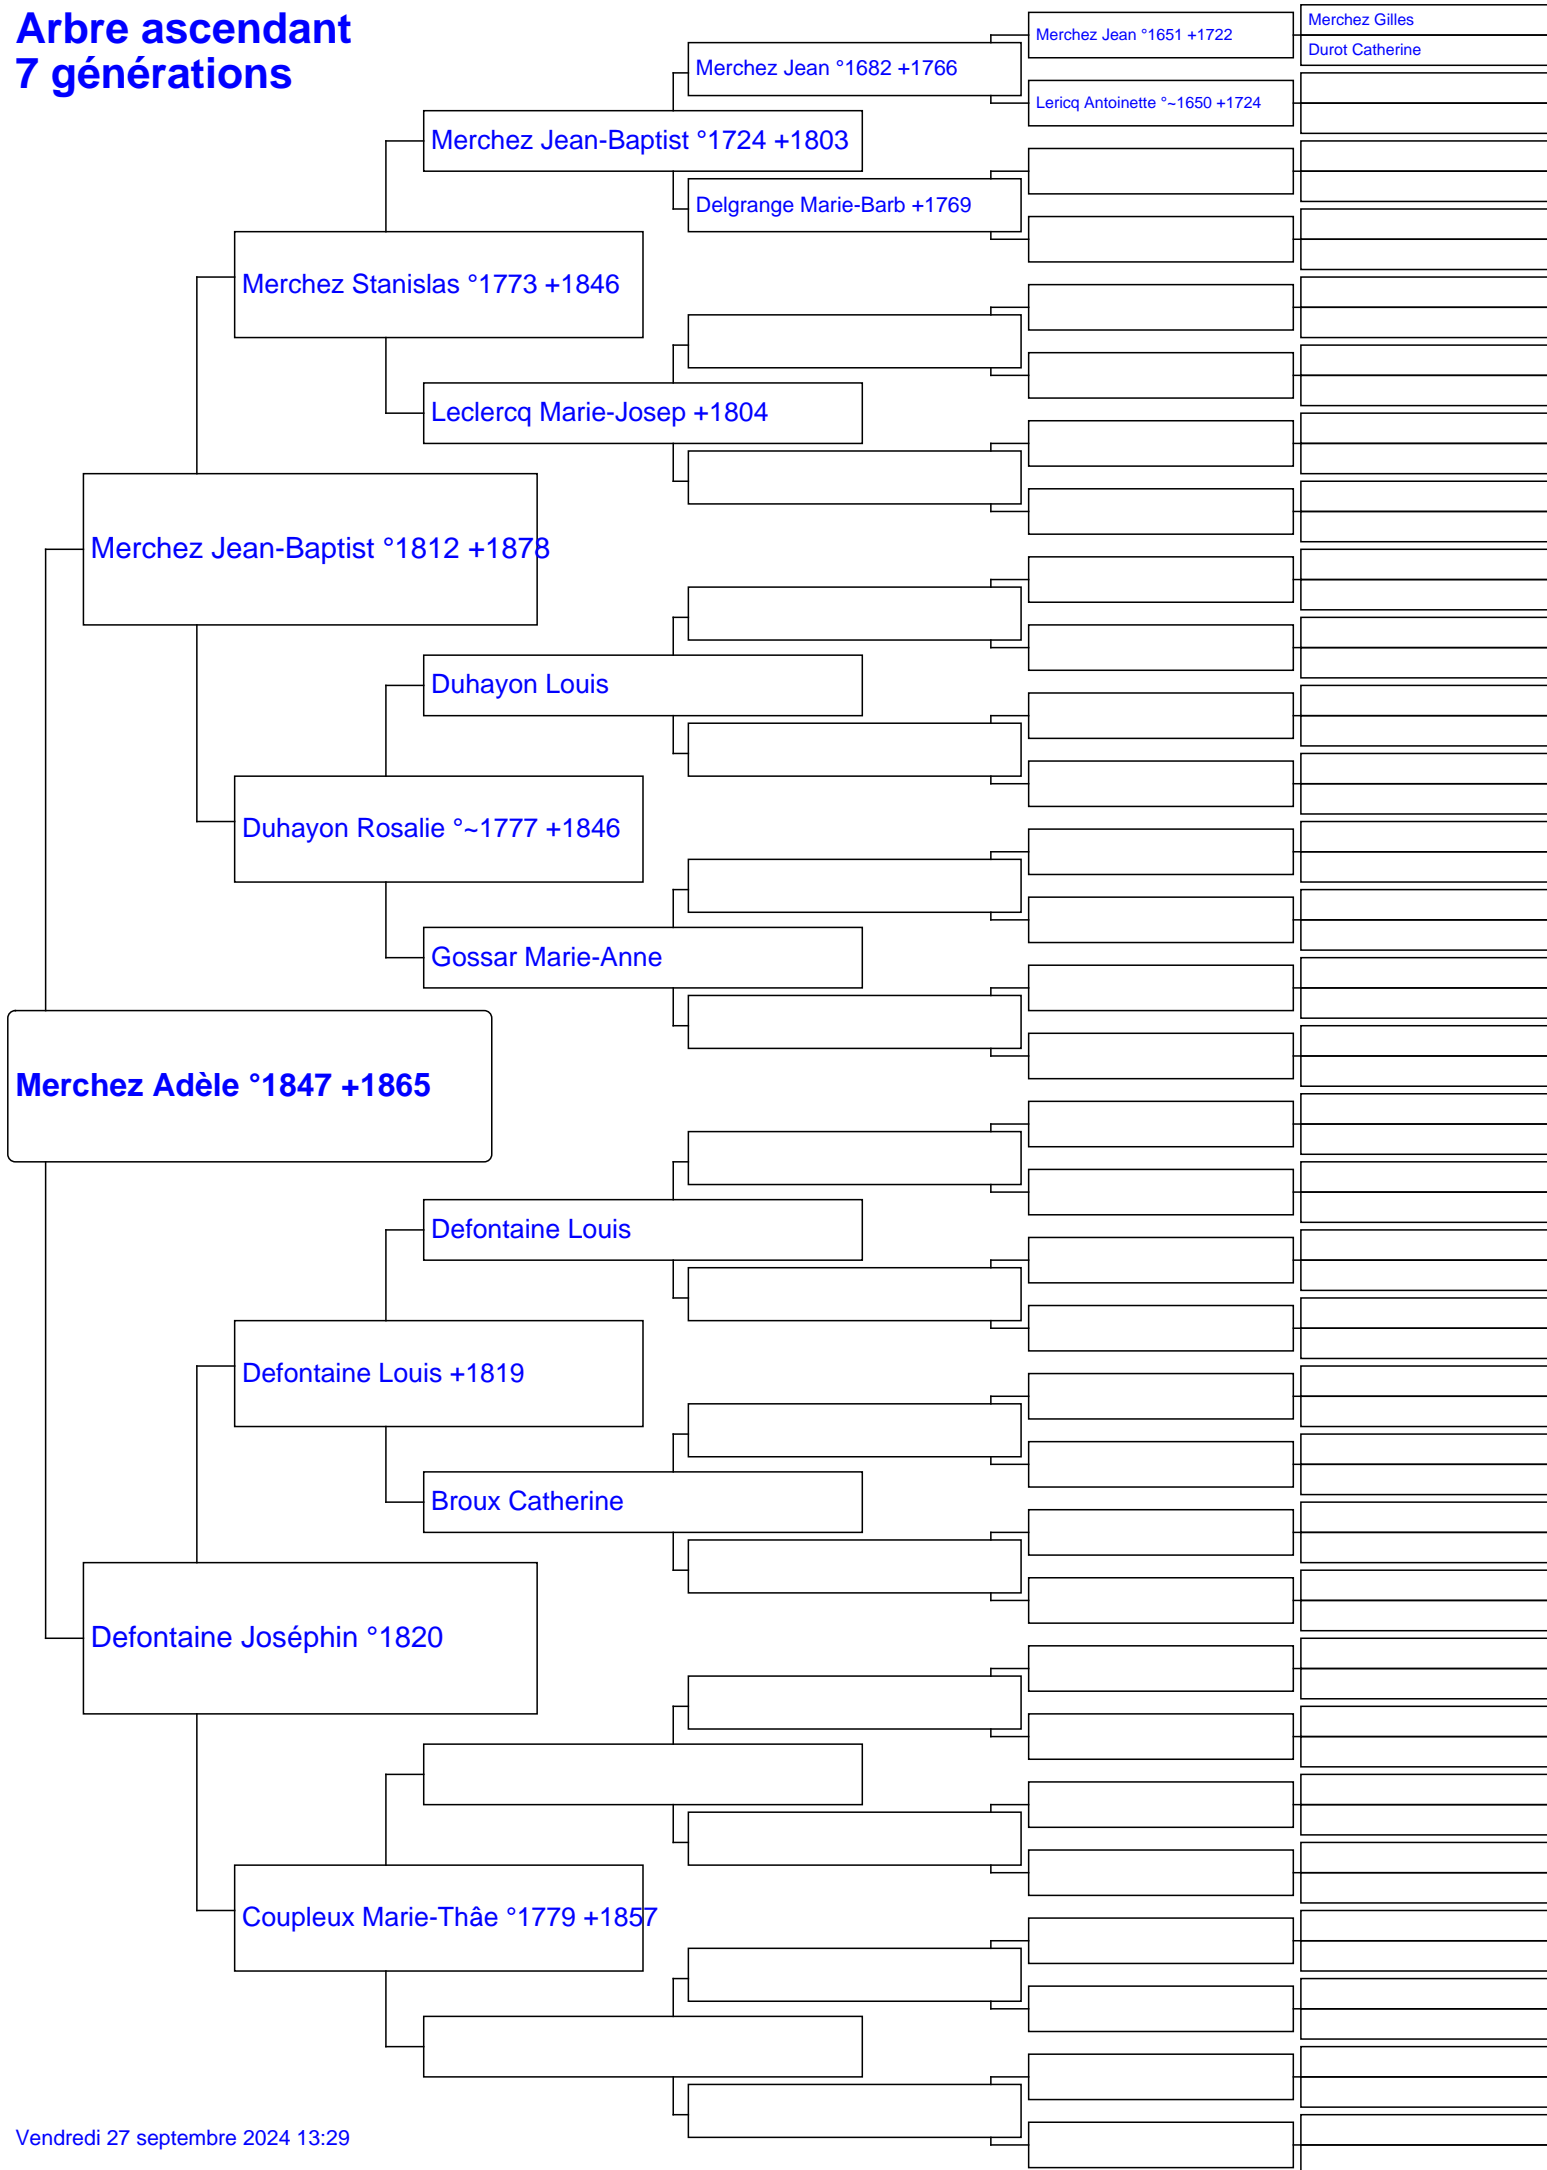 Arbre ascendant
7 générations
Merchez Gilles
Durot Catherine
Merchez Jean °1651 +1722
Merchez Jean °1682 +1766
Lericq Antoinette °~1650 +1724
Merchez Jean-Baptist °1724 +1803
Delgrange Marie-Barb +1769
Merchez Stanislas °1773 +1846
Leclercq Marie-Josep +1804
Merchez Jean-Baptist °1812 +1878
Duhayon Louis
Duhayon Rosalie °~1777 +1846
Gossar Marie-Anne
Merchez Adèle °1847 +1865
Defontaine Louis
Defontaine Louis +1819
Broux Catherine
Defontaine Joséphin °1820
Coupleux Marie-Thâe °1779 +1857
Vendredi 27 septembre 2024 13:29